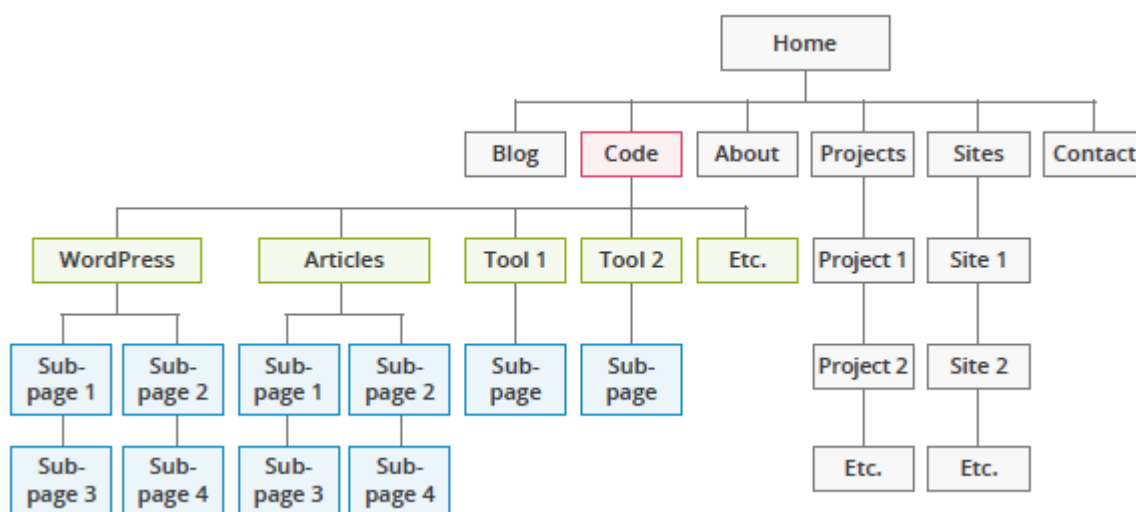 Home
Blog
Code
About
Projects
Sites
Contact
WordPress
Articles
Tool 1
Tool 2
Etc.
Project 1
Site 1
Sub-
page 1
Sub-
page 2
Sub-
page 1
Sub-
page 2
Sub-
page
Sub-
page
Project 2
Site 2
Sub-
page 3
Sub-
page 4
Sub-
page 3
Sub-
page 4
Etc.
Etc.